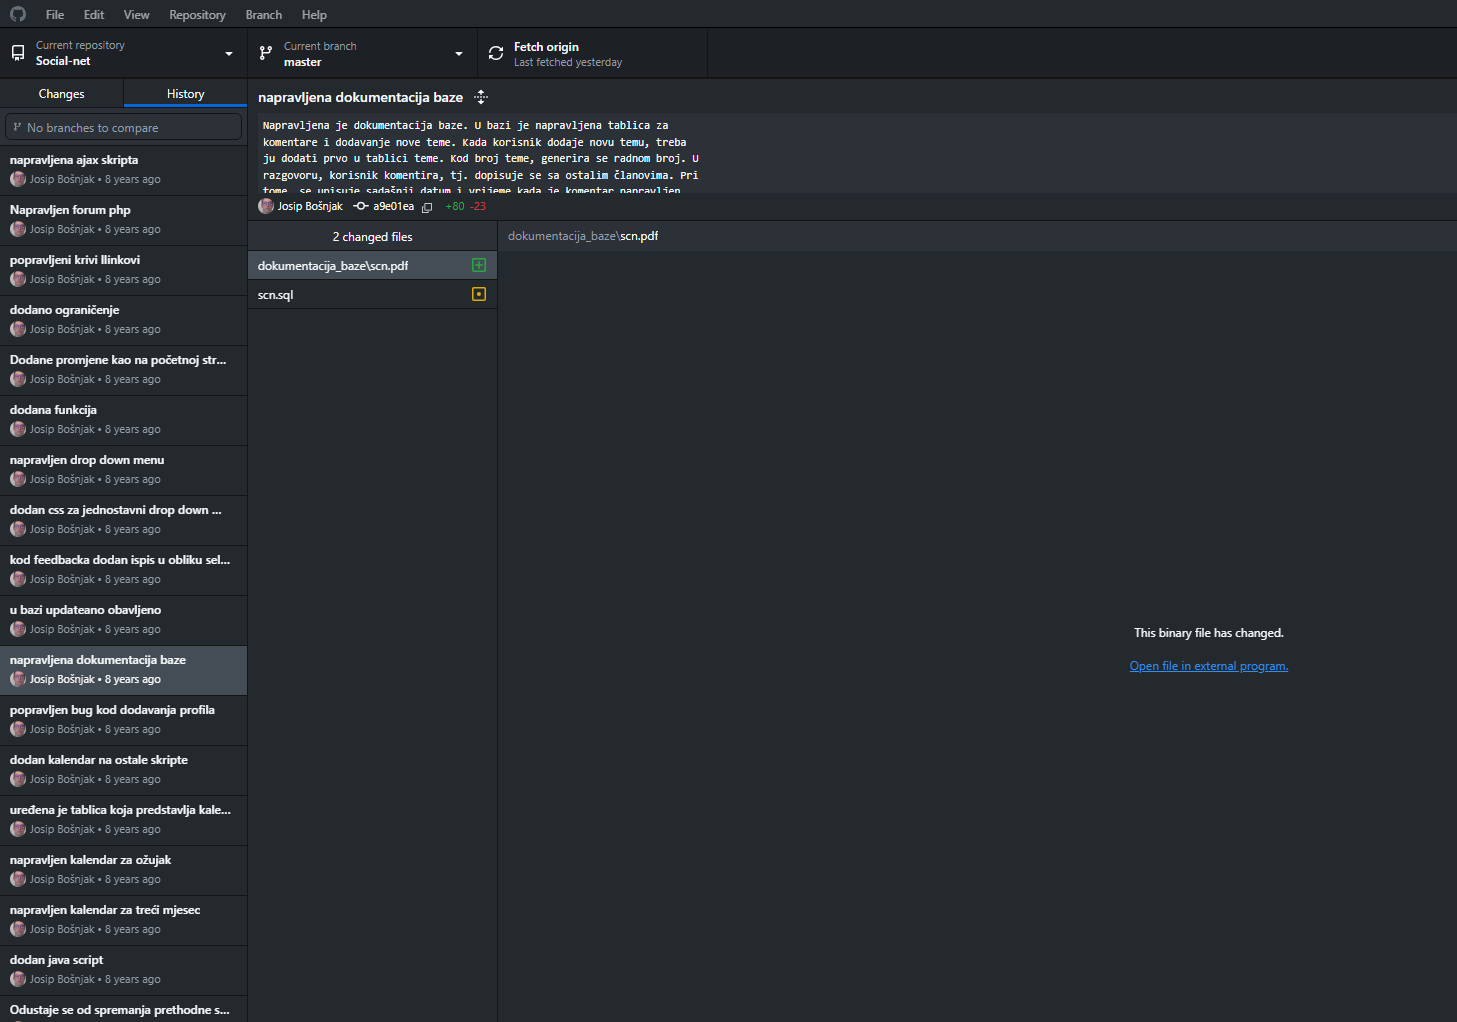 File Edit View Repository Branch Help
Current repository
Social-net
Current branch
master
Fetch origin
Last fetched yesterday
Changes
History
No branches to compare
napravljena ajax skripta
Josip Bošnjak • 8 years ago
Napravljen forum php
Josip Bošnjak • 8 years ago
popravljeni krivi llinkovi
Josip Bošnjak • 8 years ago
dodano ograničenje
Josip Bošnjak • 8 years ago
Dodane promjene kao na početnoj str...
Josip Bošnjak • 8 years ago
dodana funkcija
Josip Bošnjak • 8 years ago
napravljen drop down menu
Josip Bošnjak • 8 years ago
dodan css za jednostavni drop down ...
Josip Bošnjak • 8 years ago
kod feedbacka dodan ispis u obliku sel...
Josip Bošnjak • 8 years ago
u bazi updateano obavljeno
Josip Bošnjak • 8 years ago
napravljena dokumentacija baze
Josip Bošnjak • 8 years ago
popravljen bug kod dodavanja profila
Josip Bošnjak • 8 years ago
dodan kalendar na ostale skripte
Josip Bošnjak • 8 years ago
uređena je tablica koja predstavlja kale...
Josip Bošnjak • 8 years ago
napravljen kalendar za ožujak
Josip Bošnjak • 8 years ago
napravljen kalendar za treći mjesec
Josip Bošnjak • 8 years ago
dodan java script
Josip Bošnjak • 8 years ago
Odustaje se od spremanja prethodne s...
napravljena dokumentacija baze
Napravljena je dokumentacija baze. U bazi je napravljena tablica za
komentare i dodavanje nove teme. Kada korisnik dodaje novu temu, treba
ju dodati prvo u tablici teme. Kod broj teme, generira se radnom broj. U
razgovoru, korisnik komentira, tj. dopisuje se sa ostalim članovima. Pri
tome, se upisuje sadašnji datum i vrijeme kada je komentar napravljen
Josip Bošnjak a9e01ea +80 -23
2 changed files
dokumentacija_baze\scn.pdf
scn.sql
dokumentacija_baze\scn.pdf
This binary file has changed.
Open file in external program.